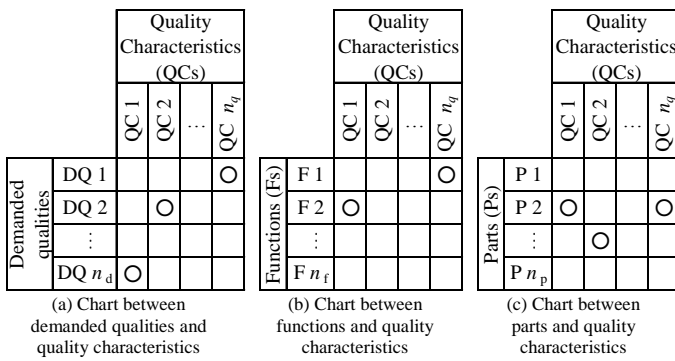 Quality
Characteristics
(QCs)
QC 1
QC 2
…
QC n_q
Demanded
qualities
DQ 1
DQ 2
⋮
DQ n_d
○
○
○
(a) Chart between
demanded qualities and
quality characteristics
Quality
Characteristics
(QCs)
QC 1
QC 2
…
QC n_q
Functions (Fs)
F 1
F 2
⋮
F n_f
○
○
(b) Chart between
functions and quality
characteristics
Quality
Characteristics
(QCs)
QC 1
QC 2
…
QC n_q
Parts (Ps)
P 1
P 2
⋮
P n_p
○
○
○
(c) Chart between
parts and quality
characteristics